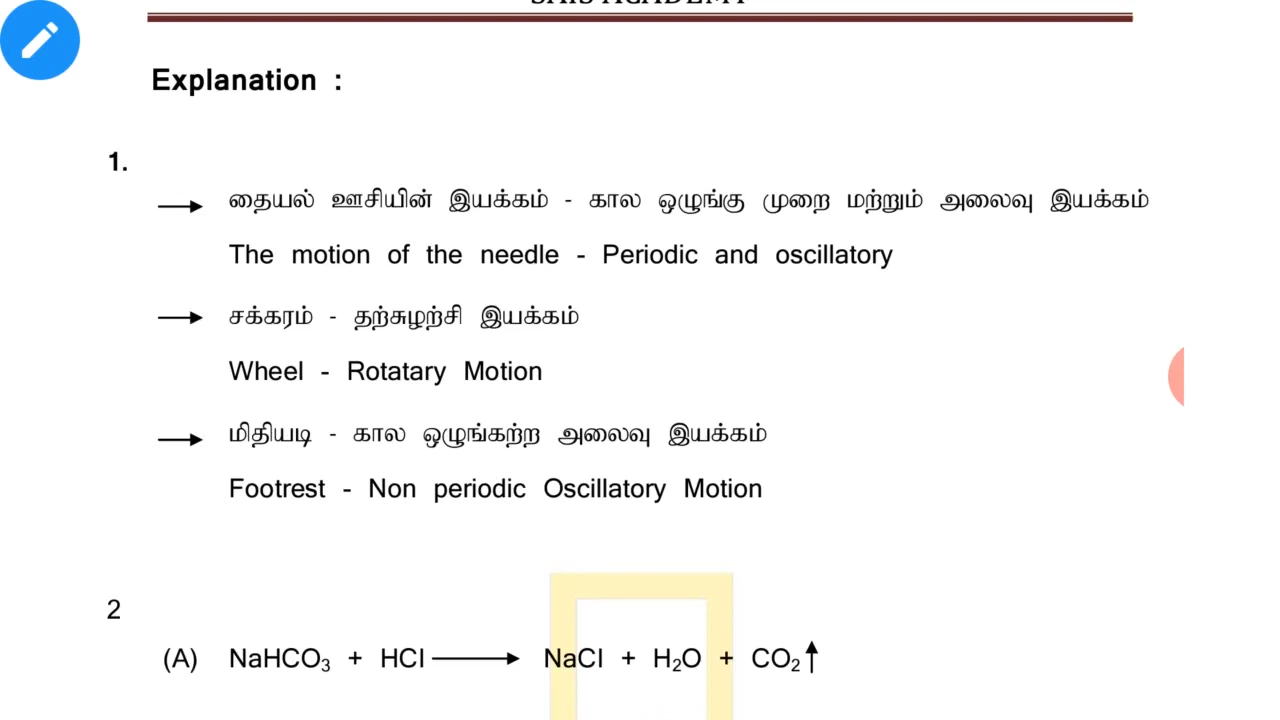 Explanation :
1.
தையல் ஊசியின் இயக்கம் - கால ஒழுங்கு முறை மற்றும் அலைவு இயக்கம்
The motion of the needle - Periodic and oscillatory
சக்கரம் - தற்சுழற்சி இயக்கம்
Wheel - Rotatary Motion
மிதியடி - கால ஒழுங்கற்ற அலைவு இயக்கம்
Footrest - Non periodic Oscillatory Motion
2
(A) NaHCO₃ + HCl ⟶ NaCl + H₂O + CO₂↑